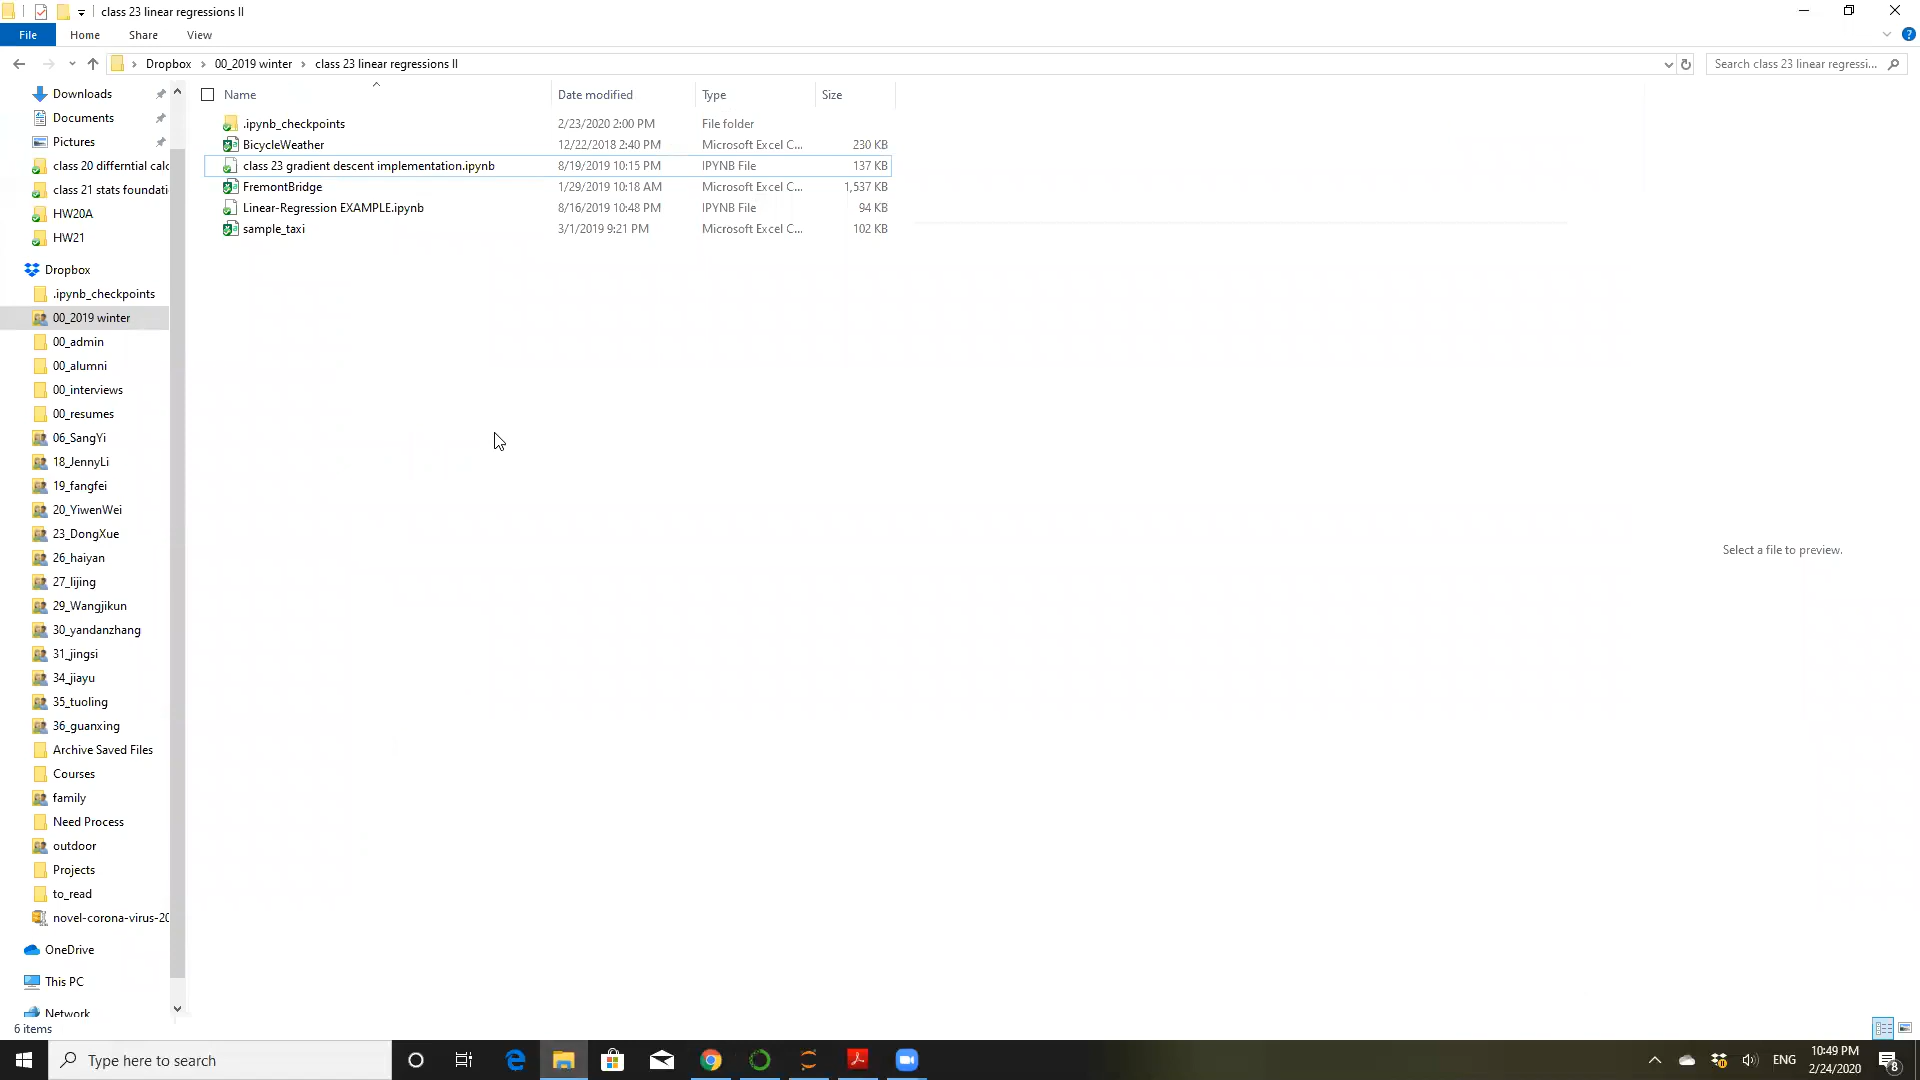 class 23 linear regressions II
File Home Share View
Dropbox 00_2019 winter class 23 linear regressions II
Search class 23 linear regressi...
Name Date modified Type Size
.ipynb_checkpoints 2/23/2020 2:00 PM File folder
BicycleWeather 12/22/2018 2:40 PM Microsoft Excel C... 230 KB
class 23 gradient descent implementation.ipynb 8/19/2019 10:15 PM IPYNB File 137 KB
FremontBridge 1/29/2019 10:18 AM Microsoft Excel C... 1,537 KB
Linear-Regression EXAMPLE.ipynb 8/16/2019 10:48 PM IPYNB File 94 KB
sample_taxi 3/1/2019 9:21 PM Microsoft Excel C... 102 KB
Downloads
Documents
Pictures
class 20 differntial calc
class 21 stats foundati
HW20A
HW21
Dropbox
.ipynb_checkpoints
00_2019 winter
00_admin
00_alumni
00_interviews
00_resumes
06_SangYi
18_JennyLi
19_fangfei
20_YiwenWei
23_DongXue
26_haiyan
27_lijing
29_Wangjikun
30_yandanzhang
31_jingsi
34_jiayu
35_tuoling
36_guanxing
Archive Saved Files
Courses
family
Need Process
outdoor
Projects
to_read
novel-corona-virus-20
OneDrive
This PC
Network
Select a file to preview.
6 items
Type here to search
ENG
10:49 PM
2/24/2020
8